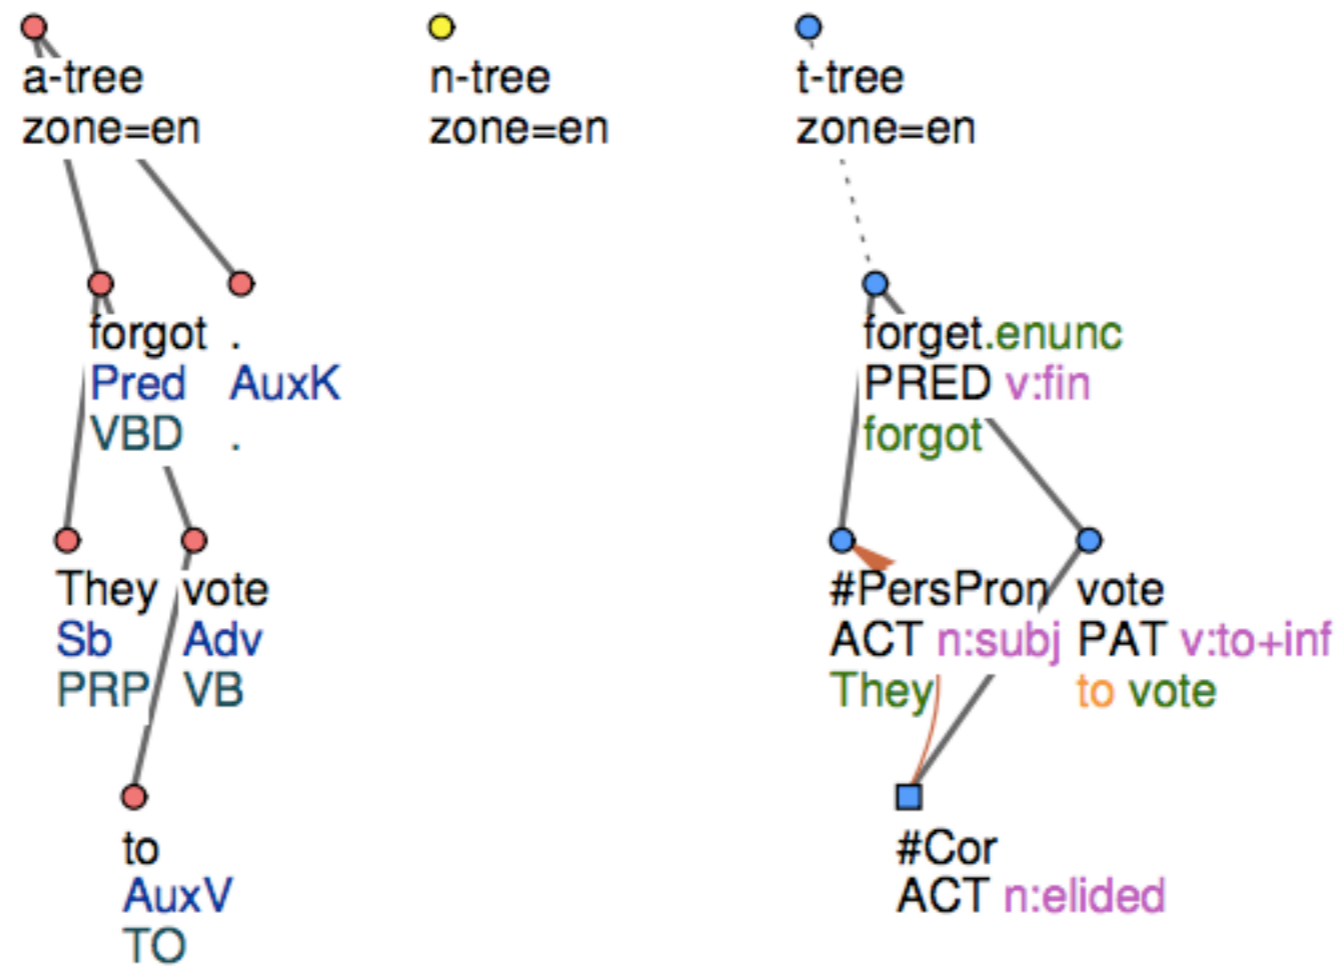 a-tree
zone=en
n-tree
zone=en
t-tree
zone=en
forgot .
Pred AuxK
VBD .
forget.enunc
PRED v:fin
forgot
They vote
Sb Adv
PRP VB
#PersPron vote
ACT n:subj PAT v:to+inf
They to vote
to
AuxV
TO
#Cor
ACT n:elided